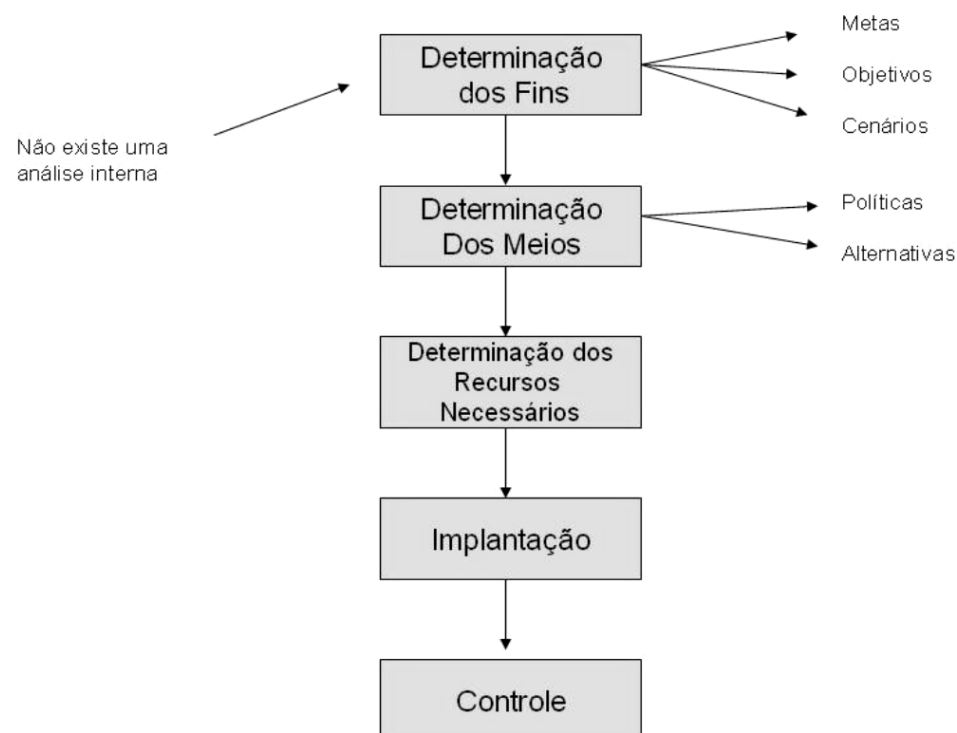 Determinação
dos Fins
Metas
Objetivos
Cenários
Não existe uma
análise interna
Determinação
Dos Meios
Políticas
Alternativas
Determinação dos
Recursos
Necessários
Implantação
Controle